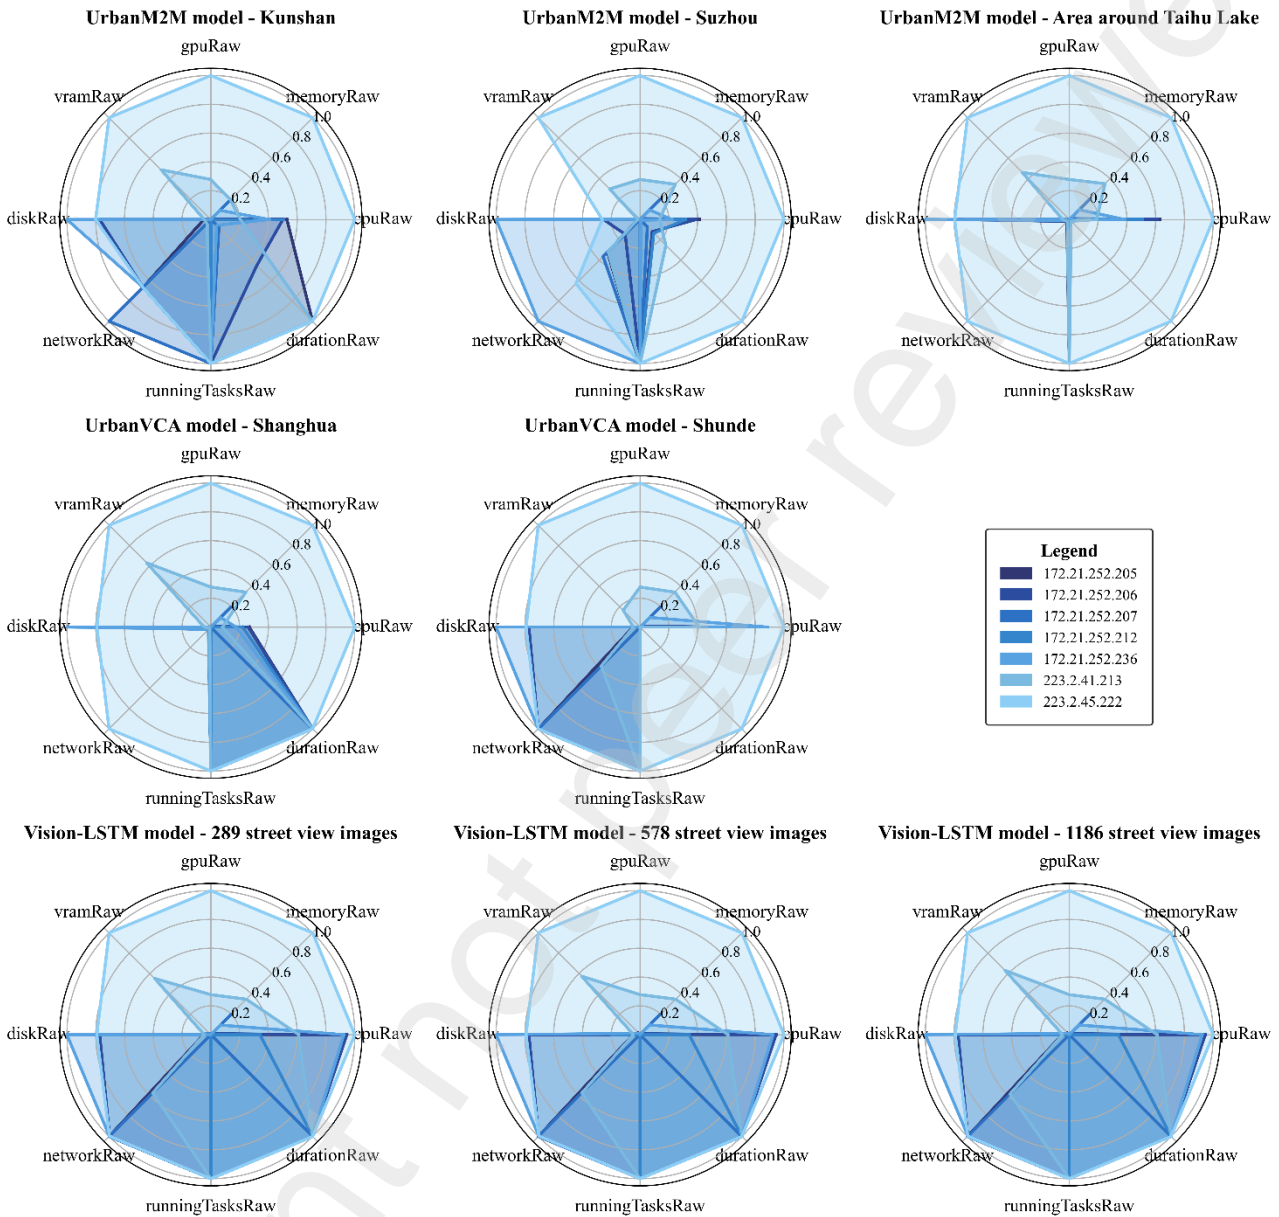 UrbanM2M model - Kunshan
gpuRaw
memoryRaw
vramRaw
1.0
0.8
0.6
0.4
0.2
diskRaw
cpuRaw
networkRaw
durationRaw
runningTasksRaw
UrbanM2M model - Suzhou
gpuRaw
memoryRaw
vramRaw
1.0
0.8
0.6
0.4
0.2
diskRaw
cpuRaw
networkRaw
durationRaw
runningTasksRaw
UrbanM2M model - Area around Taihu Lake
gpuRaw
memoryRaw
vramRaw
1.0
0.8
0.6
0.4
0.2
diskRaw
cpuRaw
networkRaw
durationRaw
runningTasksRaw
UrbanVCA model - Shanghua
gpuRaw
memoryRaw
vramRaw
1.0
0.8
0.6
0.4
0.2
diskRaw
cpuRaw
networkRaw
durationRaw
runningTasksRaw
UrbanVCA model - Shunde
gpuRaw
memoryRaw
vramRaw
1.0
0.8
0.6
0.4
0.2
diskRaw
cpuRaw
networkRaw
durationRaw
runningTasksRaw
Legend
172.21.252.205
172.21.252.206
172.21.252.207
172.21.252.212
172.21.252.236
223.2.41.213
223.2.45.222
Vision-LSTM model - 289 street view images
gpuRaw
memoryRaw
vramRaw
1.0
0.8
0.6
0.4
0.2
diskRaw
cpuRaw
networkRaw
durationRaw
runningTasksRaw
Vision-LSTM model - 578 street view images
gpuRaw
memoryRaw
vramRaw
1.0
0.8
0.6
0.4
0.2
diskRaw
cpuRaw
networkRaw
durationRaw
runningTasksRaw
Vision-LSTM model - 1186 street view images
gpuRaw
memoryRaw
vramRaw
1.0
0.8
0.6
0.4
0.2
diskRaw
cpuRaw
networkRaw
durationRaw
runningTasksRaw
nt not peer reviewe